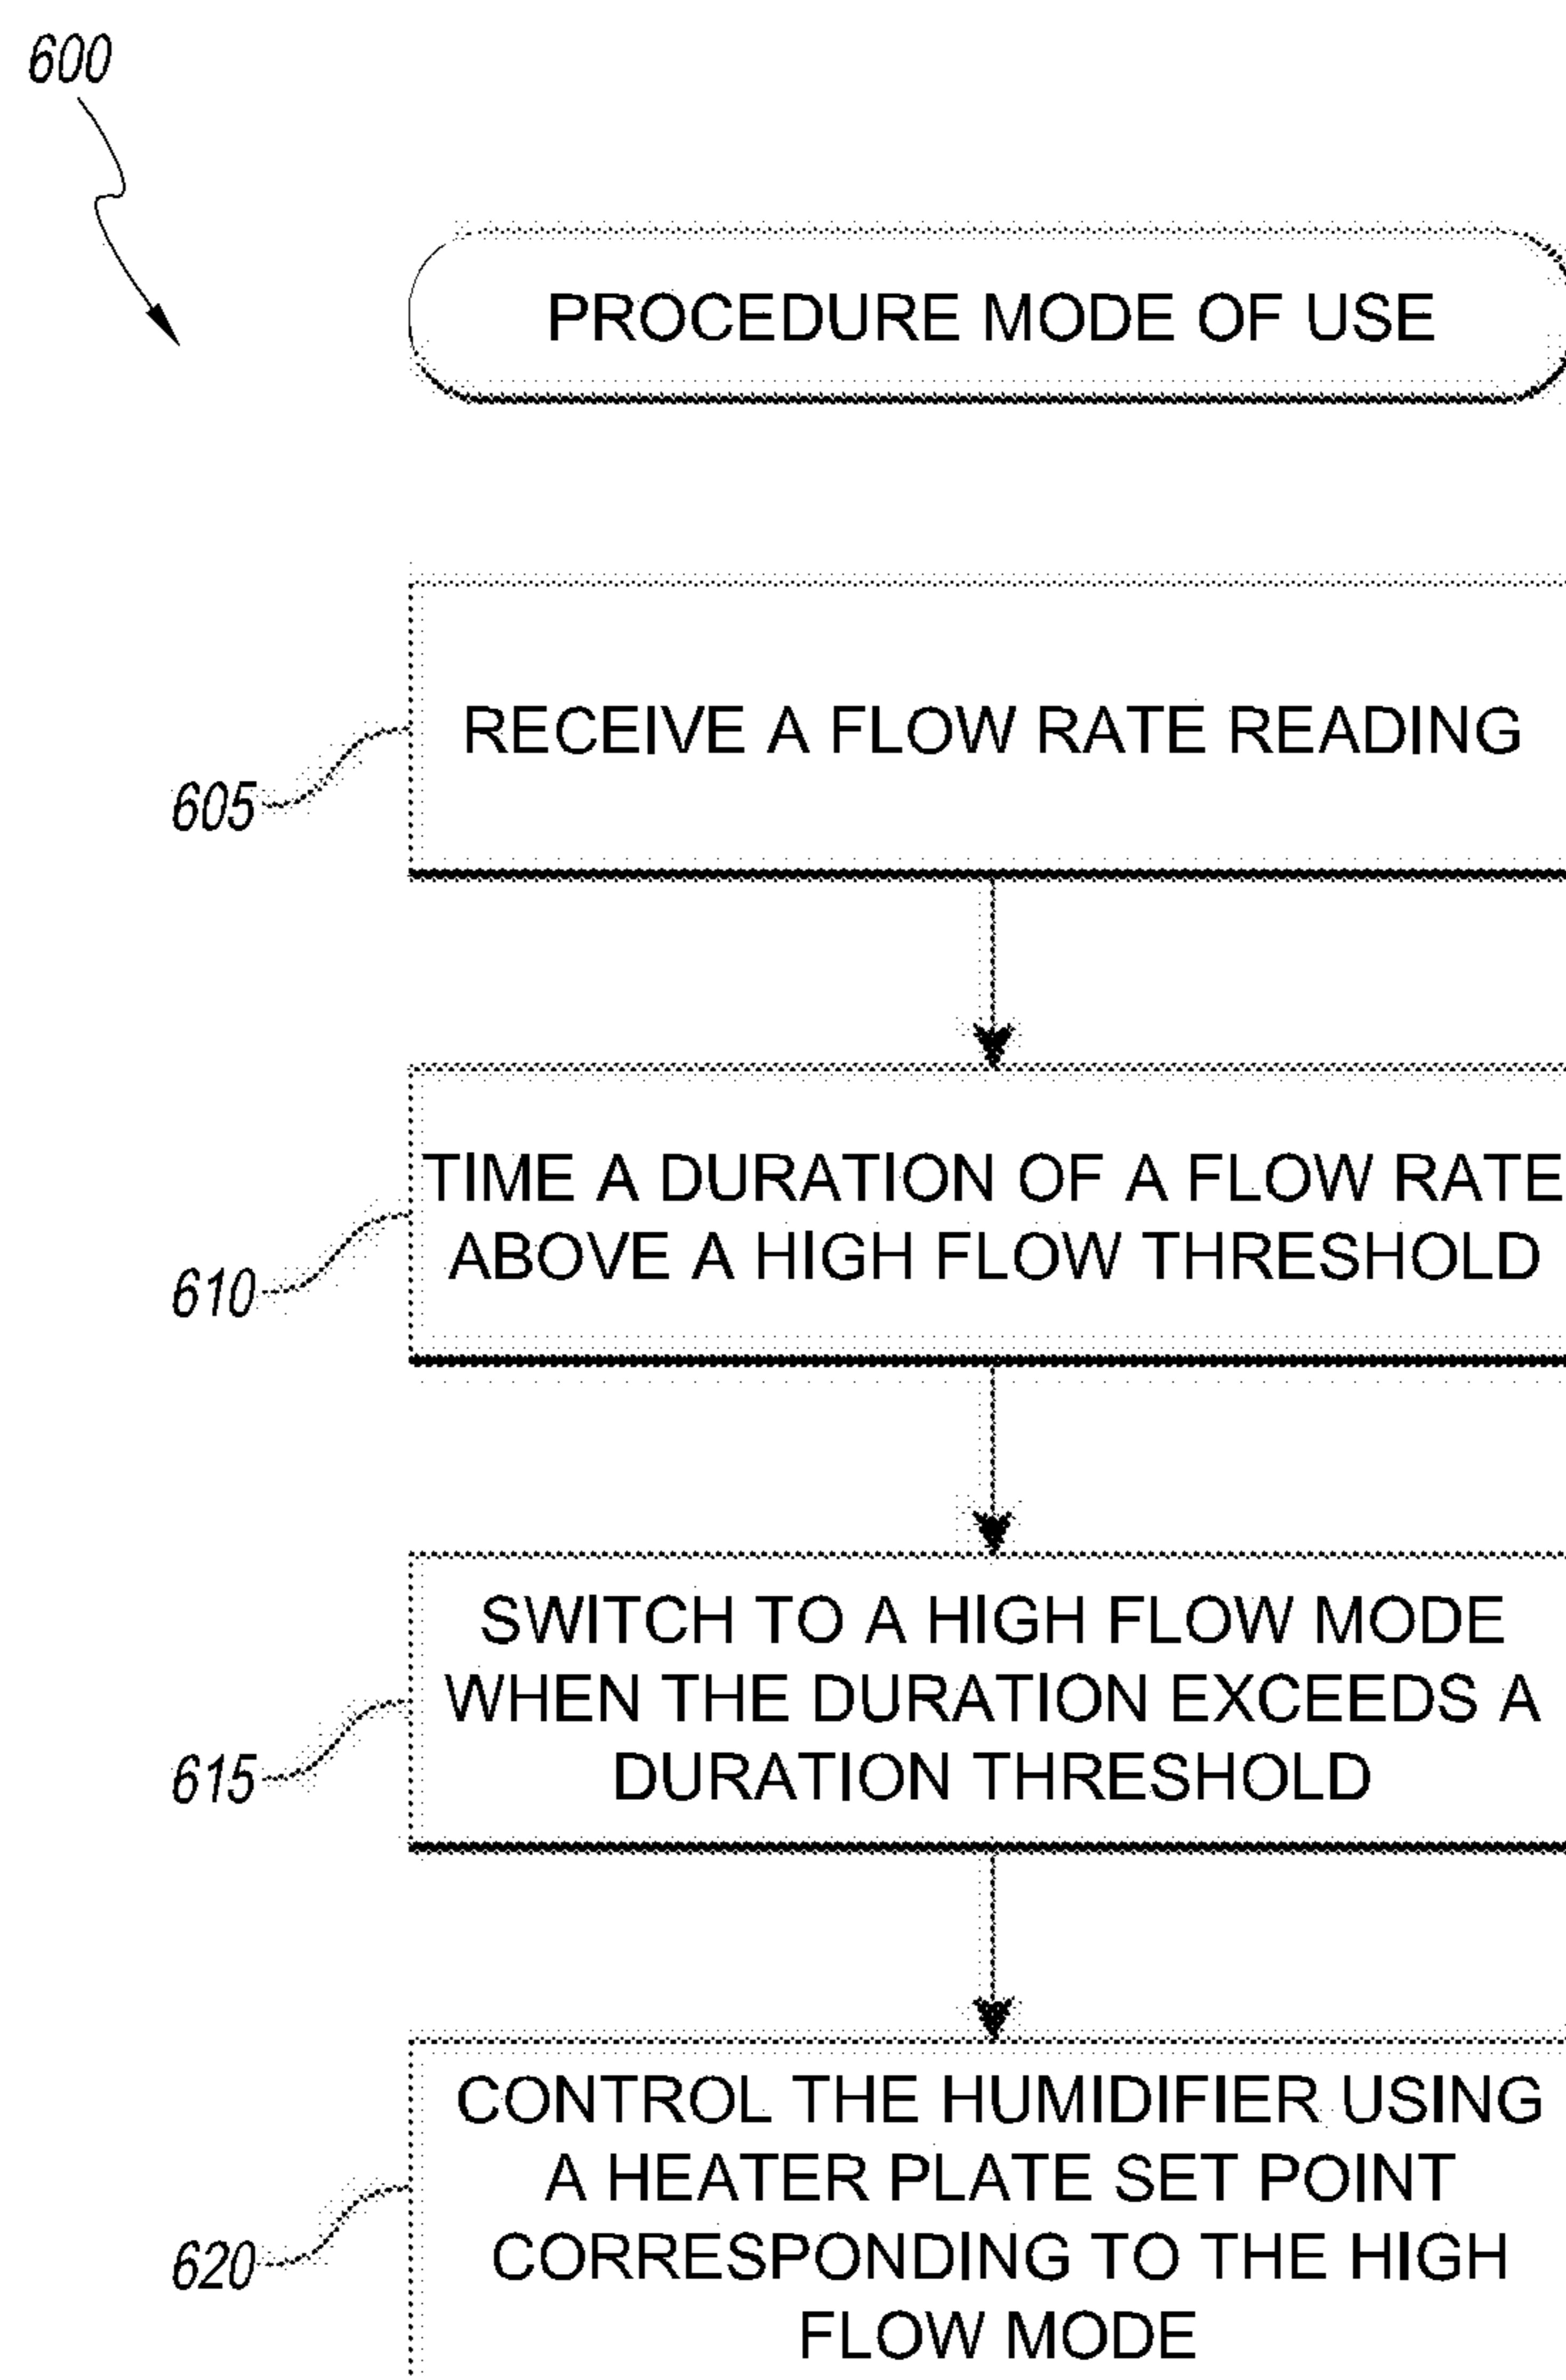 600
PROCEDURE MODE OF USE
RECEIVE A FLOW RATE READING
605
TIME A DURATION OF A FLOW RATE
ABOVE A HIGH FLOW THRESHOLD
610
SWITCH TO A HIGH FLOW MODE
WHEN THE DURATION EXCEEDS A
DURATION THRESHOLD
615
CONTROL THE HUMIDIFIER USING
A HEATER PLATE SET POINT
CORRESPONDING TO THE HIGH
FLOW MODE
620